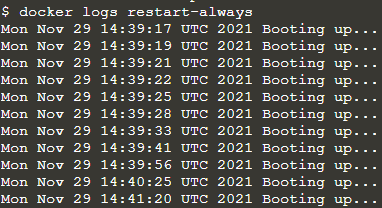 $ docker logs restart-always
Mon Nov 29 14:39:17 UTC 2021 Booting up...
Mon Nov 29 14:39:19 UTC 2021 Booting up...
Mon Nov 29 14:39:21 UTC 2021 Booting up...
Mon Nov 29 14:39:22 UTC 2021 Booting up...
Mon Nov 29 14:39:25 UTC 2021 Booting up...
Mon Nov 29 14:39:28 UTC 2021 Booting up...
Mon Nov 29 14:39:33 UTC 2021 Booting up...
Mon Nov 29 14:39:41 UTC 2021 Booting up...
Mon Nov 29 14:39:56 UTC 2021 Booting up...
Mon Nov 29 14:40:25 UTC 2021 Booting up...
Mon Nov 29 14:41:20 UTC 2021 Booting up...